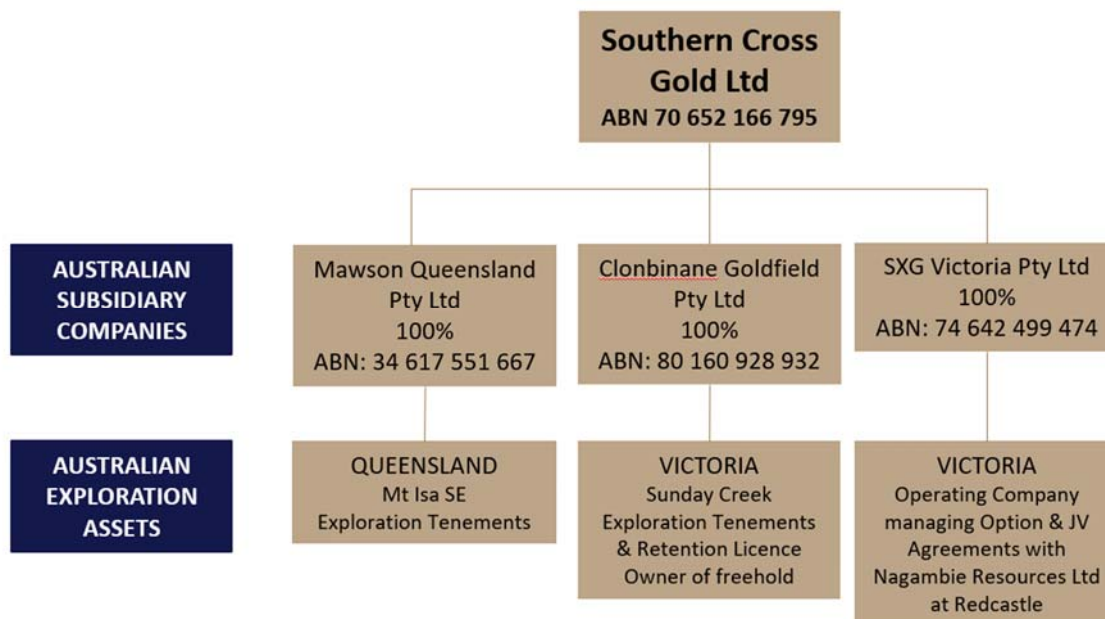 Southern Cross
Gold Ltd
ABN 70 652 166 795
AUSTRALIAN
SUBSIDIARY
COMPANIES
Mawson Queensland
Pty Ltd
100%
ABN: 34 617 551 667
Clonbinane Goldfield
Pty Ltd
100%
ABN: 80 160 928 932
SXG Victoria Pty Ltd
100%
ABN: 74 642 499 474
AUSTRALIAN
EXPLORATION
ASSETS
QUEENSLAND
Mt Isa SE
Exploration Tenements
VICTORIA
Sunday Creek
Exploration Tenements
& Retention Licence
Owner of freehold
VICTORIA
Operating Company
managing Option & JV
Agreements with
Nagambie Resources Ltd
at Redcastle